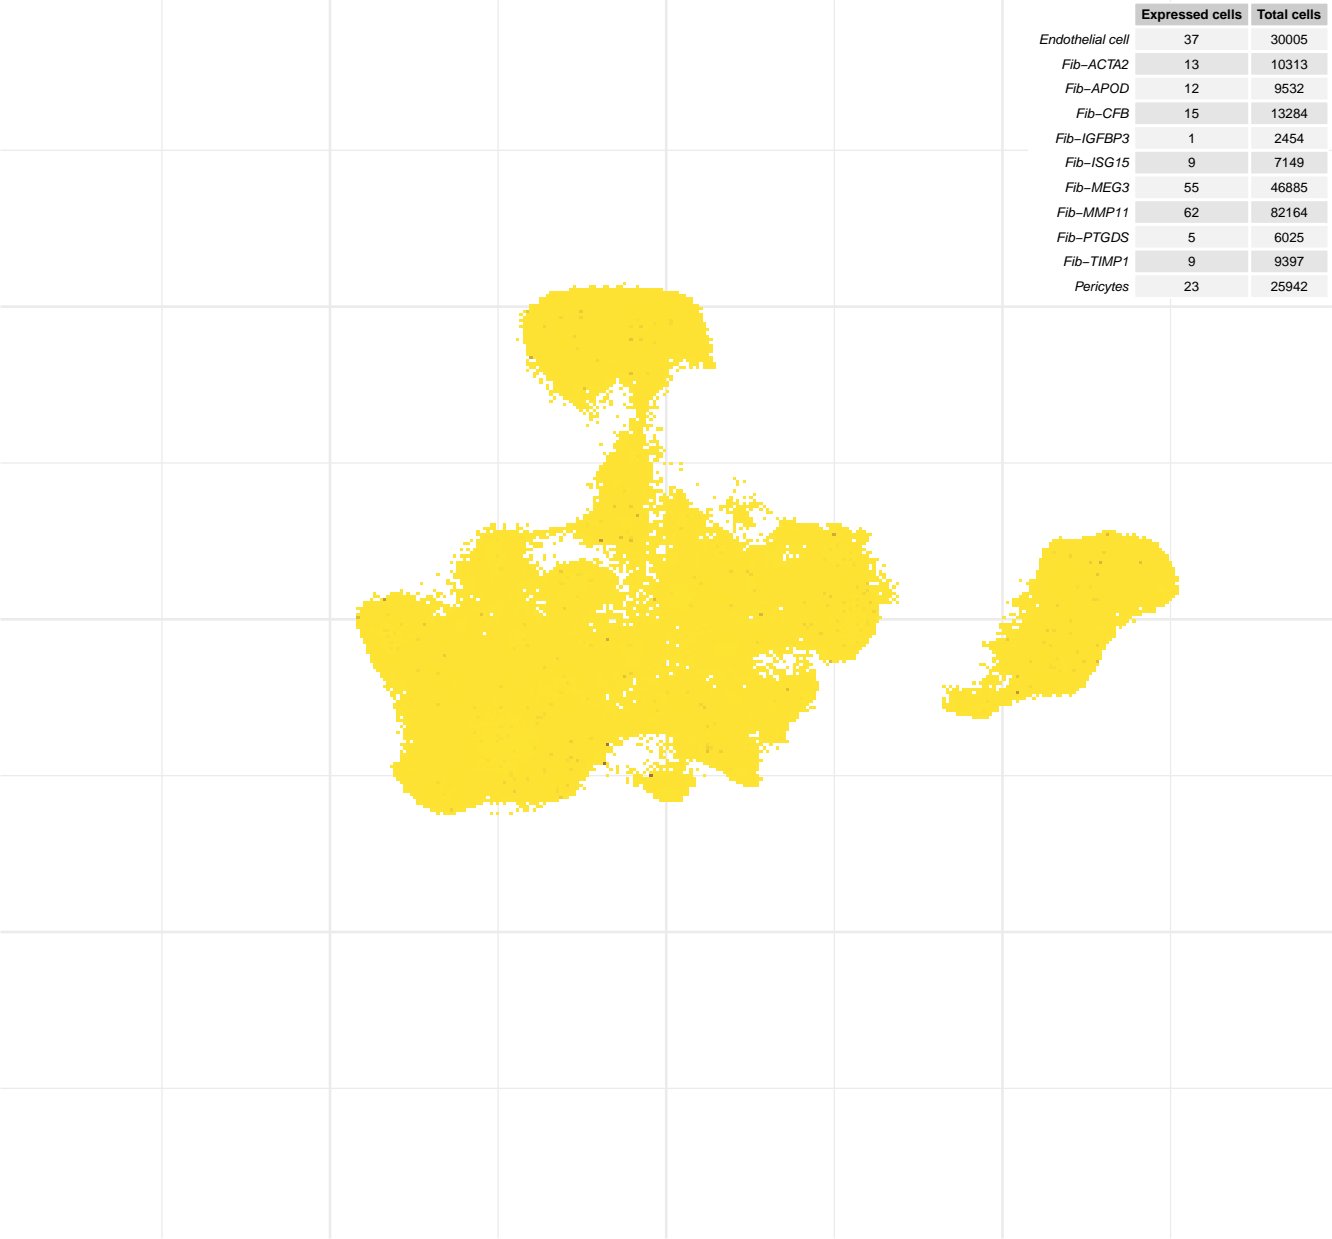 Expressed cells Total cells
Endothelial cell 37 30005
Fib−ACTA2 13 10313
Fib−APOD 12 9532
Fib−CFB 15 13284
Fib−IGFBP3 1 2454
Fib−ISG15 9 7149
Fib−MEG3 55 46885
Fib−MMP11 62 82164
Fib−PTGDS 5 6025
Fib−TIMP1 9 9397
Pericytes 23 25942